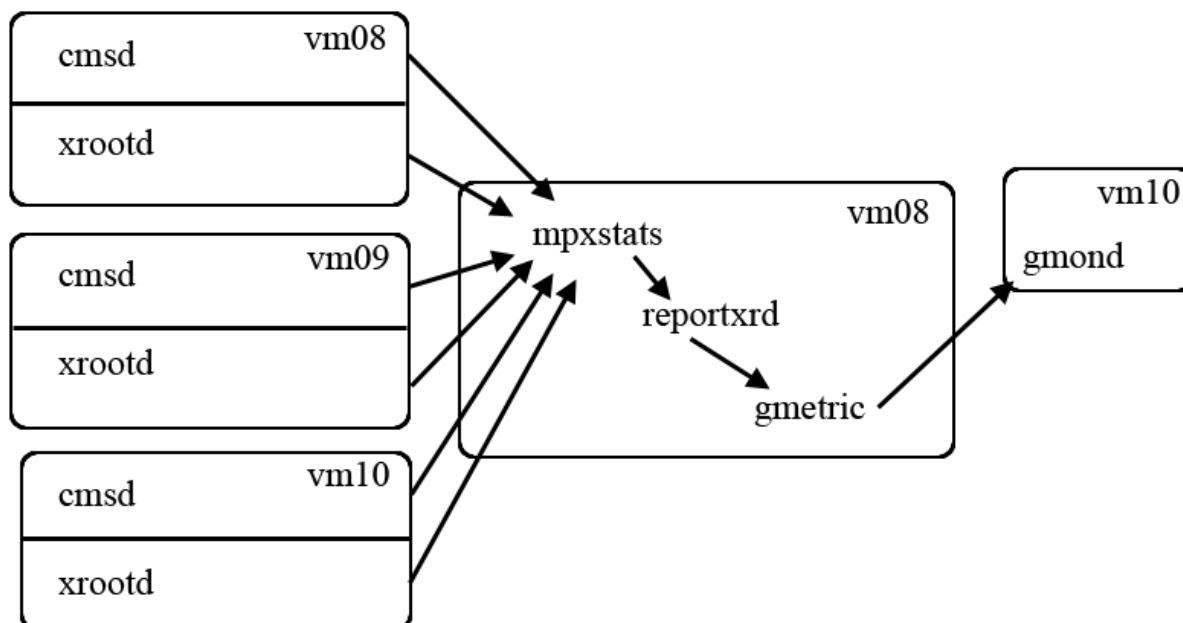 vm08
cmsd
xrootd
vm09
cmsd
xrootd
vm10
cmsd
xrootd
vm08
mpxstats
reportxrd
gmetric
vm10
gmond